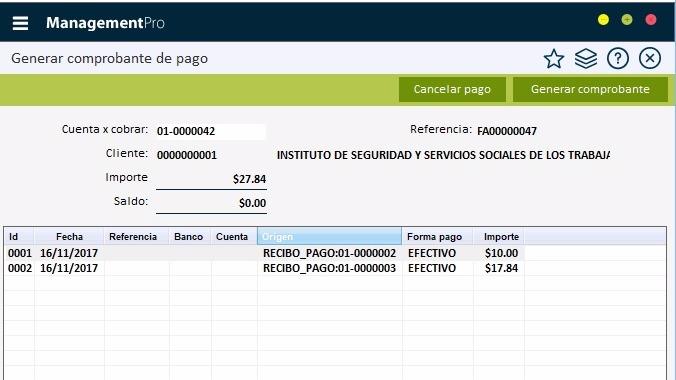 ManagementPro
Generar comprobante de pago
Cancelar pago Generar comprobante
Cuenta x cobrar: 01-0000042 Referencia: FA00000047
Cliente: 0000000001 INSTITUTO DE SEGURIDAD Y SERVICIOS SOCIALES DE LOS TRABAJA
Importe $27.84
Saldo: $0.00
Id Fecha Referencia Banco Cuenta Origen Forma pago Importe
0001 16/11/2017 RECIBO_PAGO:01-0000002 EFECTIVO $10.00
0002 16/11/2017 RECIBO_PAGO:01-0000003 EFECTIVO $17.84